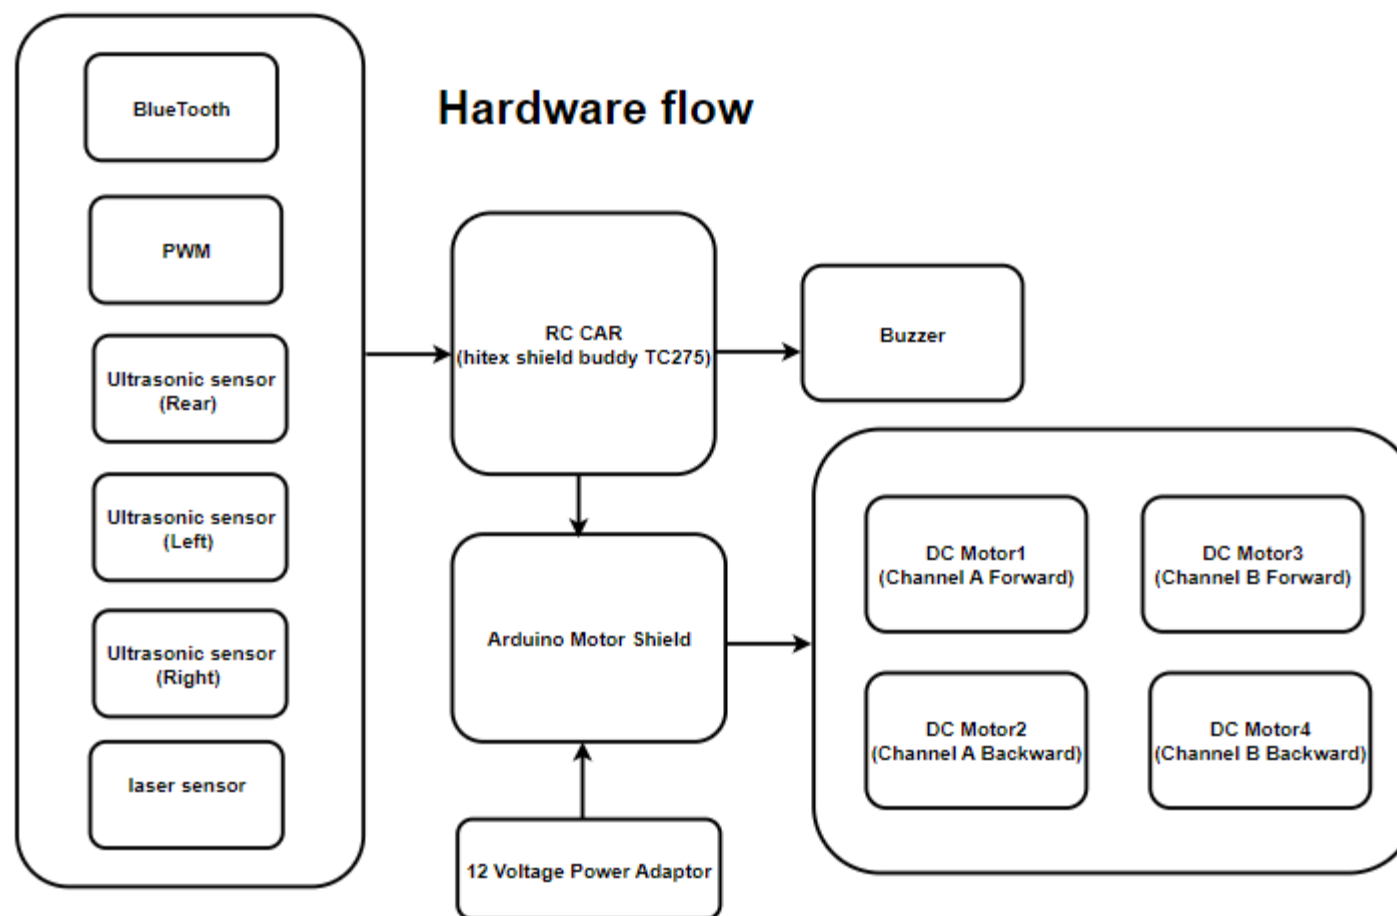 Hardware flow
BlueTooth
PWM
Ultrasonic sensor
(Rear)
Ultrasonic sensor
(Left)
Ultrasonic sensor
(Right)
laser sensor
RC CAR
(hitex shield buddy TC275)
Buzzer
Arduino Motor Shield
12 Voltage Power Adaptor
DC Motor1
(Channel A Forward)
DC Motor3
(Channel B Forward)
DC Motor2
(Channel A Backward)
DC Motor4
(Channel B Backward)